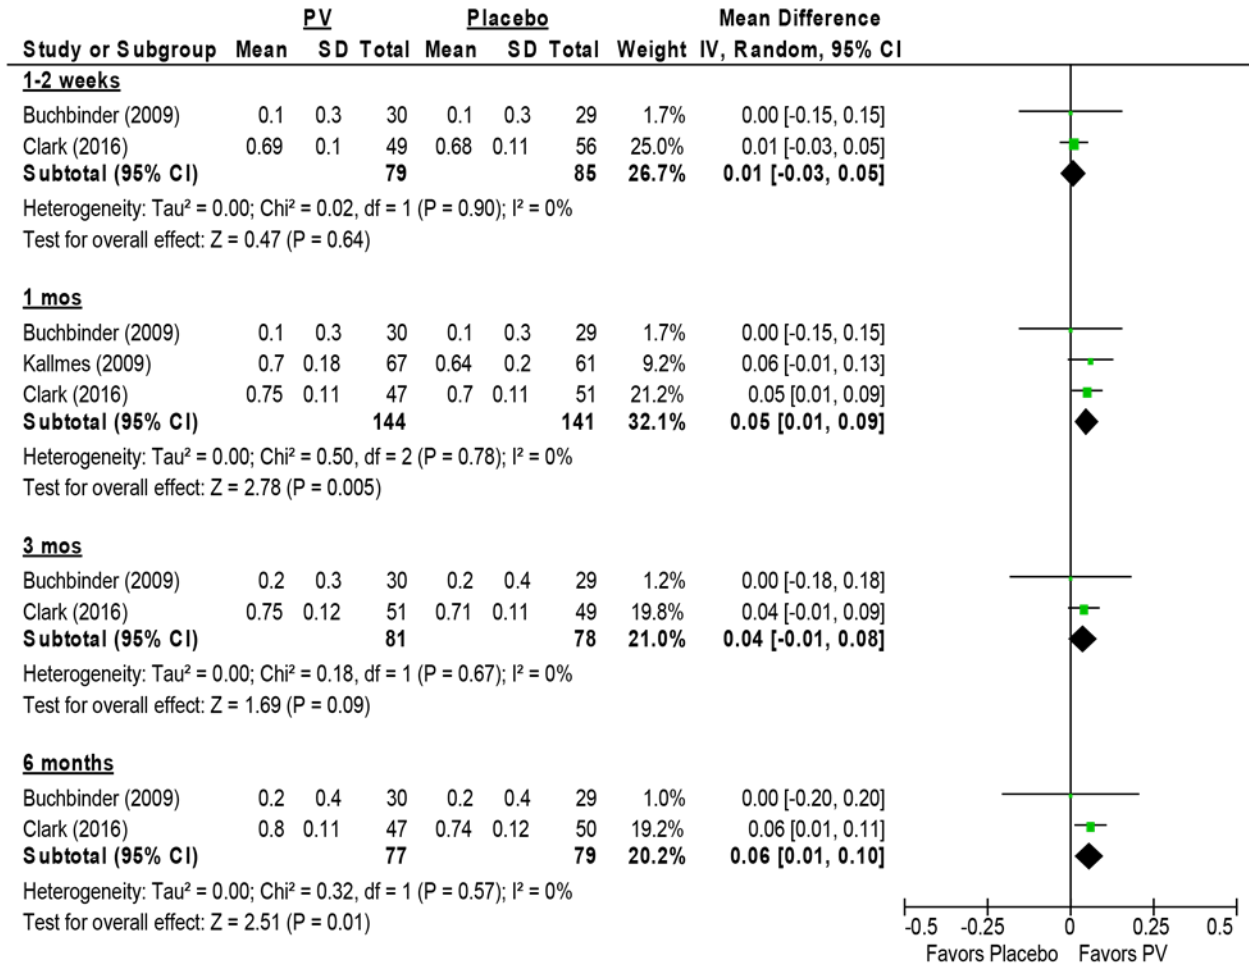 PV Placebo Mean Difference
Study or Subgroup Mean SD Total Mean SD Total Weight IV, Random, 95% CI
1-2 weeks
Buchbinder (2009) 0.1 0.3 30 0.1 0.3 29 1.7% 0.00 [-0.15, 0.15]
Clark (2016) 0.69 0.1 49 0.68 0.11 56 25.0% 0.01 [-0.03, 0.05]
Subtotal (95% CI) 79 85 26.7% 0.01 [-0.03, 0.05]
Heterogeneity: Tau² = 0.00; Chi² = 0.02, df = 1 (P = 0.90); I² = 0%
Test for overall effect: Z = 0.47 (P = 0.64)
1 mos
Buchbinder (2009) 0.1 0.3 30 0.1 0.3 29 1.7% 0.00 [-0.15, 0.15]
Kallmes (2009) 0.7 0.18 67 0.64 0.2 61 9.2% 0.06 [-0.01, 0.13]
Clark (2016) 0.75 0.11 47 0.7 0.11 51 21.2% 0.05 [0.01, 0.09]
Subtotal (95% CI) 144 141 32.1% 0.05 [0.01, 0.09]
Heterogeneity: Tau² = 0.00; Chi² = 0.50, df = 2 (P = 0.78); I² = 0%
Test for overall effect: Z = 2.78 (P = 0.005)
3 mos
Buchbinder (2009) 0.2 0.3 30 0.2 0.4 29 1.2% 0.00 [-0.18, 0.18]
Clark (2016) 0.75 0.12 51 0.71 0.11 49 19.8% 0.04 [-0.01, 0.09]
Subtotal (95% CI) 81 78 21.0% 0.04 [-0.01, 0.08]
Heterogeneity: Tau² = 0.00; Chi² = 0.18, df = 1 (P = 0.67); I² = 0%
Test for overall effect: Z = 1.69 (P = 0.09)
6 months
Buchbinder (2009) 0.2 0.4 30 0.2 0.4 29 1.0% 0.00 [-0.20, 0.20]
Clark (2016) 0.8 0.11 47 0.74 0.12 50 19.2% 0.06 [0.01, 0.11]
Subtotal (95% CI) 77 79 20.2% 0.06 [0.01, 0.10]
Heterogeneity: Tau² = 0.00; Chi² = 0.32, df = 1 (P = 0.57); I² = 0%
Test for overall effect: Z = 2.51 (P = 0.01)
-0.5 -0.25 0 0.25 0.5
Favors Placebo Favors PV